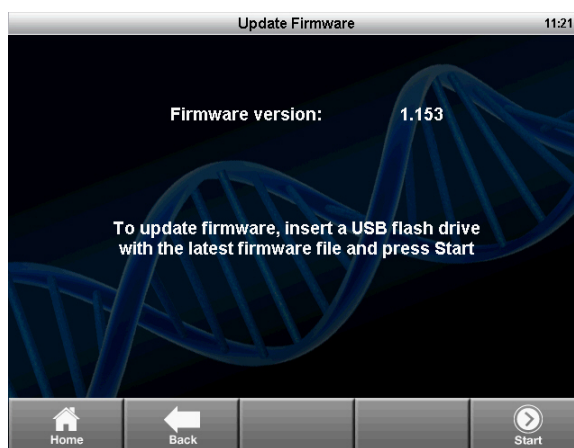 Update Firmware 11:21
Firmware version: 1.153
To update firmware, insert a USB flash drive
with the latest firmware file and press Start
Home Back Start